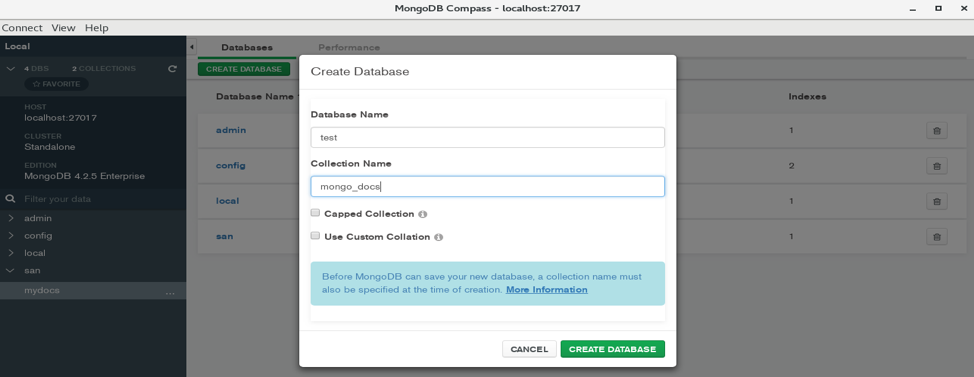 MongoDB Compass - localhost:27017
Connect View Help
Local
Databases Performance
4 DBS 2 COLLECTIONS
FAVORITE
CREATE DATABASE
HOST
localhost:27017
CLUSTER
Standalone
EDITION
MongoDB 4.2.5 Enterprise
Filter your data
admin
config
local
san
mydocs ...
Database Name Indexes
admin 1
config 2
local 1
san 1
Create Database
Database Name
test
Collection Name
mongo_docs
Capped Collection
Use Custom Collation
Before MongoDB can save your new database, a collection name must
also be specified at the time of creation. More Information
CANCEL CREATE DATABASE